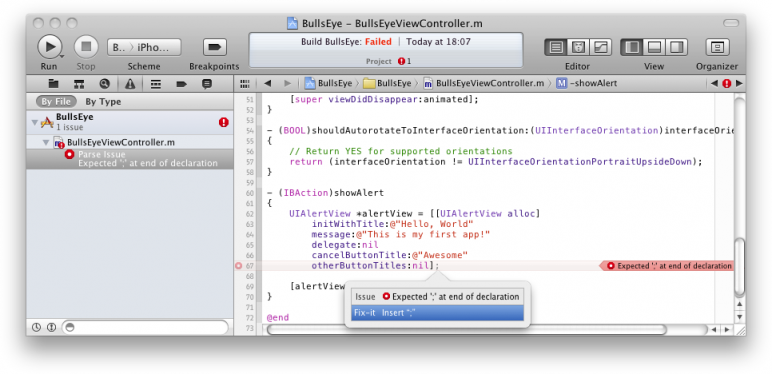 BullsEye – BullsEyeViewController.m
Build BullsEye: Failed | Today at 18:07
Project 1
B.. iPho...
Run Stop Scheme Breakpoints Editor View Organizer
BullsEye BullsEye BullsEyeViewController.m -showAlert
By File By Type
BullsEye
1 issue
BullsEyeViewController.m
Parse Issue
Expected ';' at end of declaration
51 [super viewDidDisappear:animated];
52 }
53
54 - (BOOL)shouldAutorotateToInterfaceOrientation:(UIInterfaceOrientation)interfaceOrie
55 {
56 // Return YES for supported orientations
57 return (interfaceOrientation != UIInterfaceOrientationPortraitUpsideDown);
58 }
59
60 - (IBAction)showAlert
61 {
62 UIAlertView *alertView = [[UIAlertView alloc]
63 initWithTitle:@"Hello, World"
64 message:@"This is my first app!"
65 delegate:nil
66 cancelButtonTitle:@"Awesome"
67 otherButtonTitles:nil]; Expected ';' at end of declaration
68
69 [alertView
70 }
71
72 @end
73
Issue Expected ';' at end of declaration
Fix-it Insert ";"